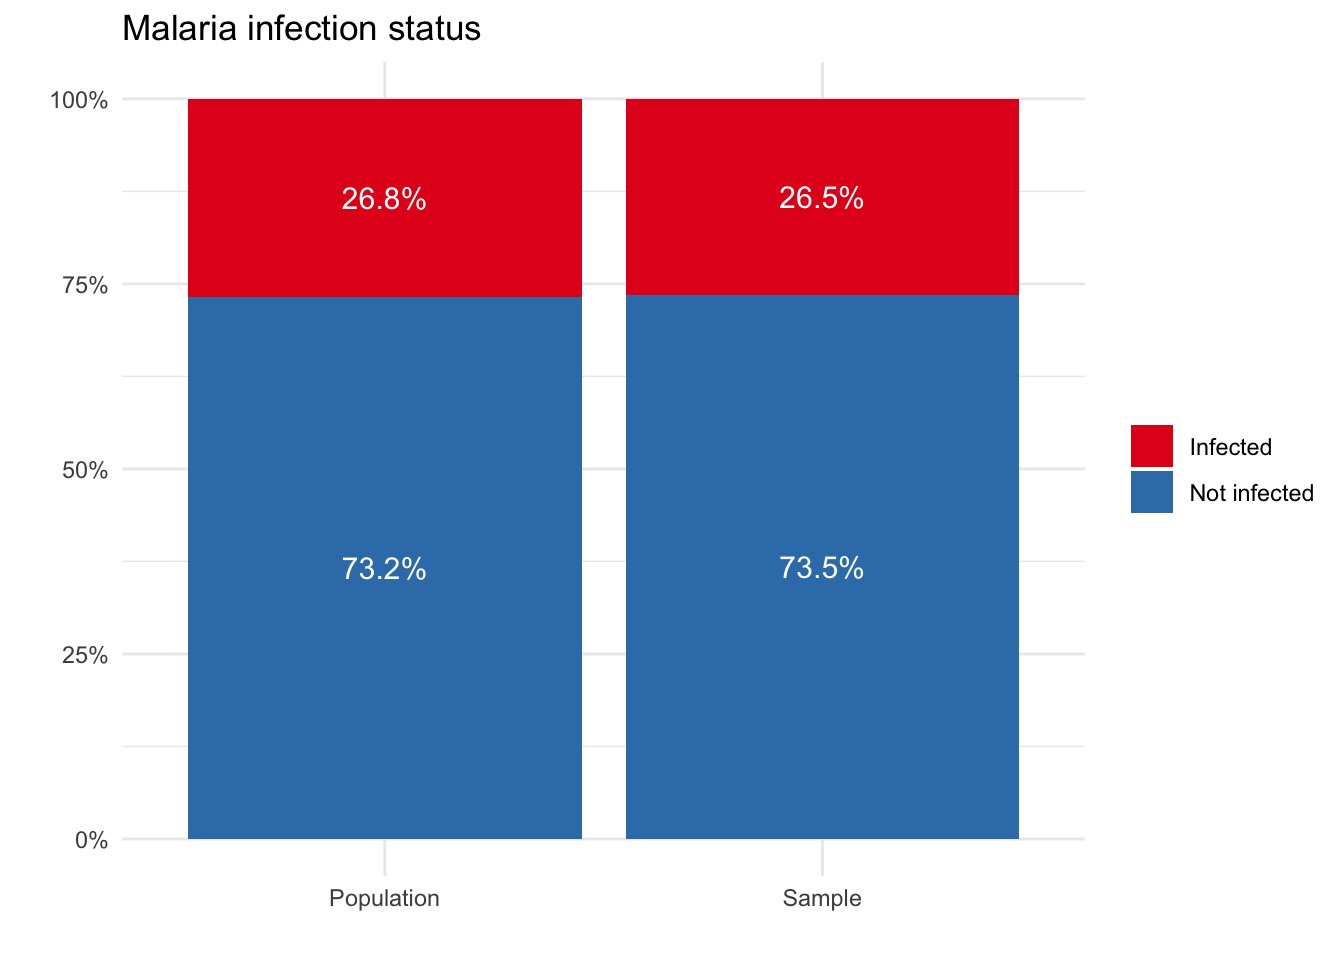 Malaria infection status
100%
75%
50%
25%
0%
26.8%
26.5%
73.2%
73.5%
Population
Sample
Infected
Not infected